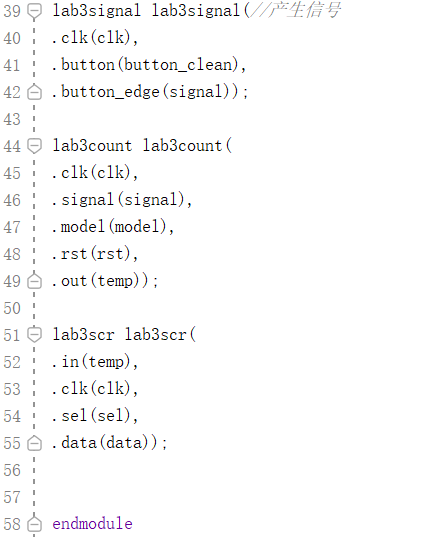 39 lab3signal lab3signal(//产生信号
40 .clk(clk),
41 .button(button_clean),
42 .button_edge(signal));
43
44 lab3count lab3count(
45 .clk(clk),
46 .signal(signal),
47 .model(model),
48 .rst(rst),
49 .out(temp));
50
51 lab3scr lab3scr(
52 .in(temp),
53 .clk(clk),
54 .sel(sel),
55 .data(data));
56
57
58 endmodule